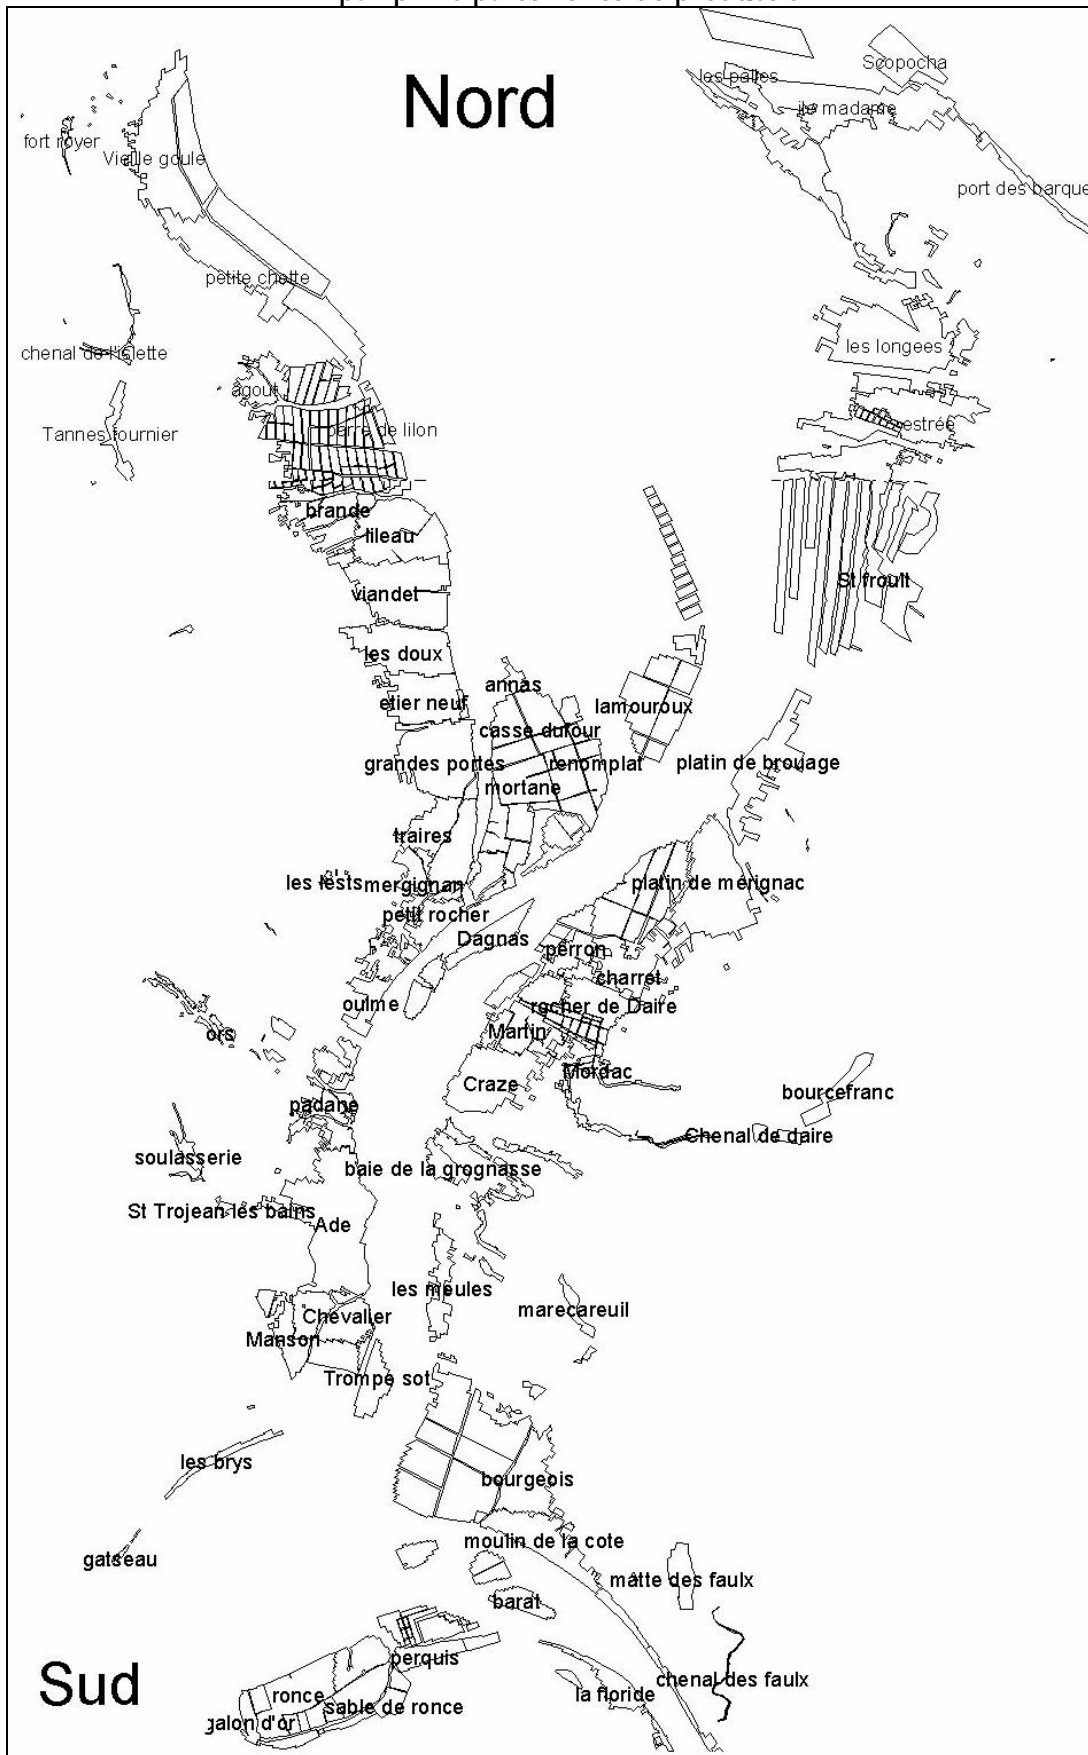 Nord
les palles
Scopocha
ile madame
fort royer
Vieille goule
port des barque
petite chette
chenal de l'islette
les longees
agout
Tannes fournier
barre de lilon
estrée
brande
lileau
viandet
St froult
les doux
annas
etier neuf
lamouroux
casse dufour
grandes portes
renomplat
platin de brouage
mortane
traires
les lests
mergignan
platin de mérignac
petit rocher
Dagnas
perron
charret
oulme
rocher de Daire
ors
Martin
Mordac
Craze
bourcefranc
padane
Chenal de daire
soulasserie
baie de la grognasse
St Trojean les bains
Ade
les meules
marecareuil
Chevalier
Manson
Trompe sot
les brys
bourgeois
moulin de la cote
gatseau
matte des faulx
barat
perquis
Sud
chenal des faulx
ronce
la floride
sable de ronce
galon d'or